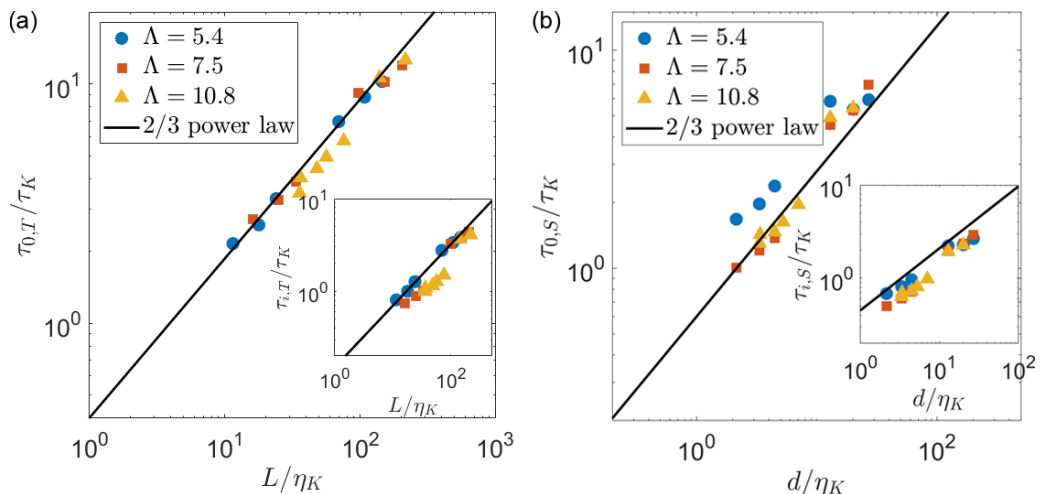 (a)
Λ = 5.4
Λ = 7.5
Λ = 10.8
2/3 power law
10^1
10^0
τ_{0,T}/τ_K
10^0 10^1 10^2 10^3
L/η_K
10^1
10^0
τ_{i,T}/τ_K
10^0 10^2
L/η_K
(b)
Λ = 5.4
Λ = 7.5
Λ = 10.8
2/3 power law
10^1
10^0
τ_{0,S}/τ_K
10^0 10^2
d/η_K
10^1
10^0
τ_{i,S}/τ_K
10^0 10^1 10^2
d/η_K